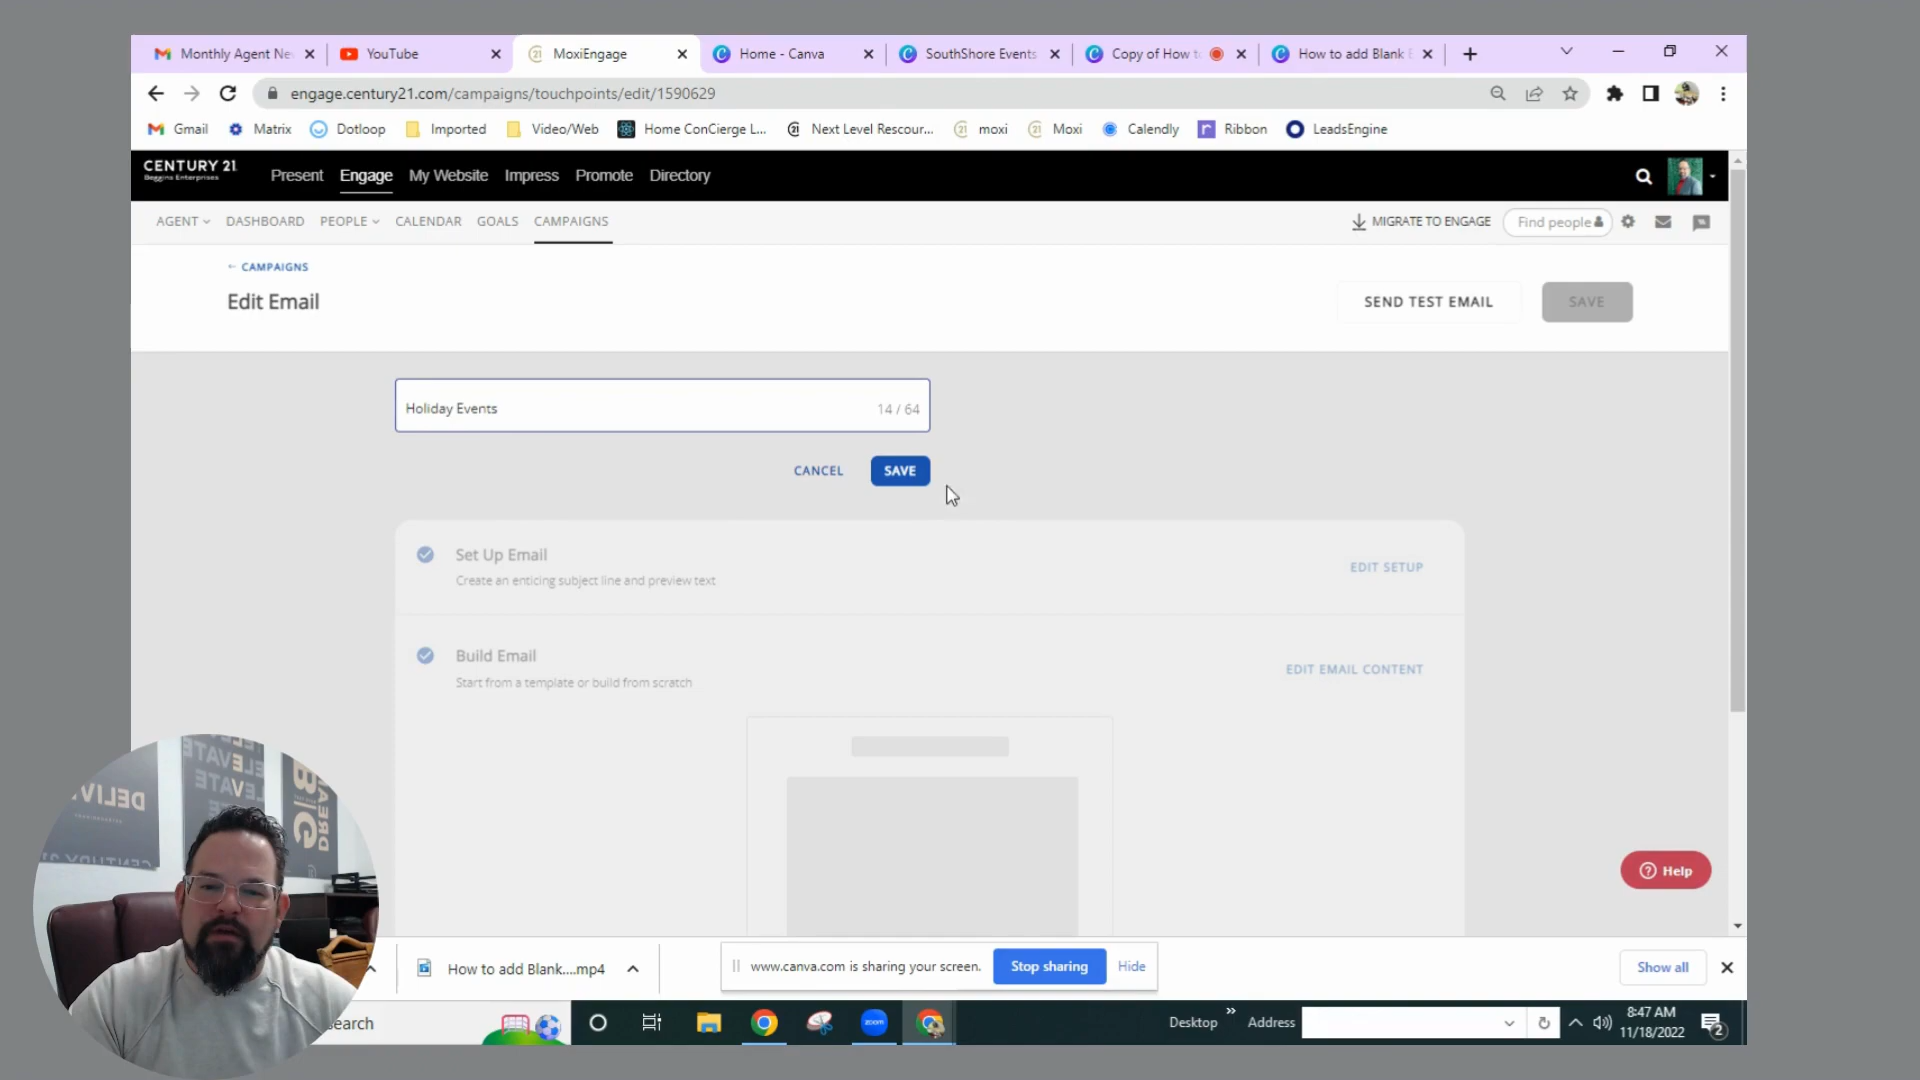 Monthly Agent Ne
YouTube
MoxiEngage
Home - Canva
SouthShore Events
Copy of How to
How to add Blank
engage.century21.com/campaigns/touchpoints/edit/1590629
Gmail
Matrix
Dotloop
Imported
Video/Web
Home ConCierge L...
Next Level Rescour...
moxi
Moxi
Calendly
Ribbon
LeadsEngine
CENTURY 21
Beggins Enterprises
Present
Engage
My Website
Impress
Promote
Directory
AGENT
DASHBOARD
PEOPLE
CALENDAR
GOALS
CAMPAIGNS
MIGRATE TO ENGAGE
Find people
← CAMPAIGNS
Edit Email
SEND TEST EMAIL
SAVE
Holiday Events
14 / 64
CANCEL
SAVE
Set Up Email
Create an enticing subject line and preview text
EDIT SETUP
Build Email
Start from a template or build from scratch
EDIT EMAIL CONTENT
Help
How to add Blank....mp4
www.canva.com is sharing your screen.
Stop sharing
Hide
Show all
earch
zoom
Desktop
Address
8:47 AM
11/18/2022
2